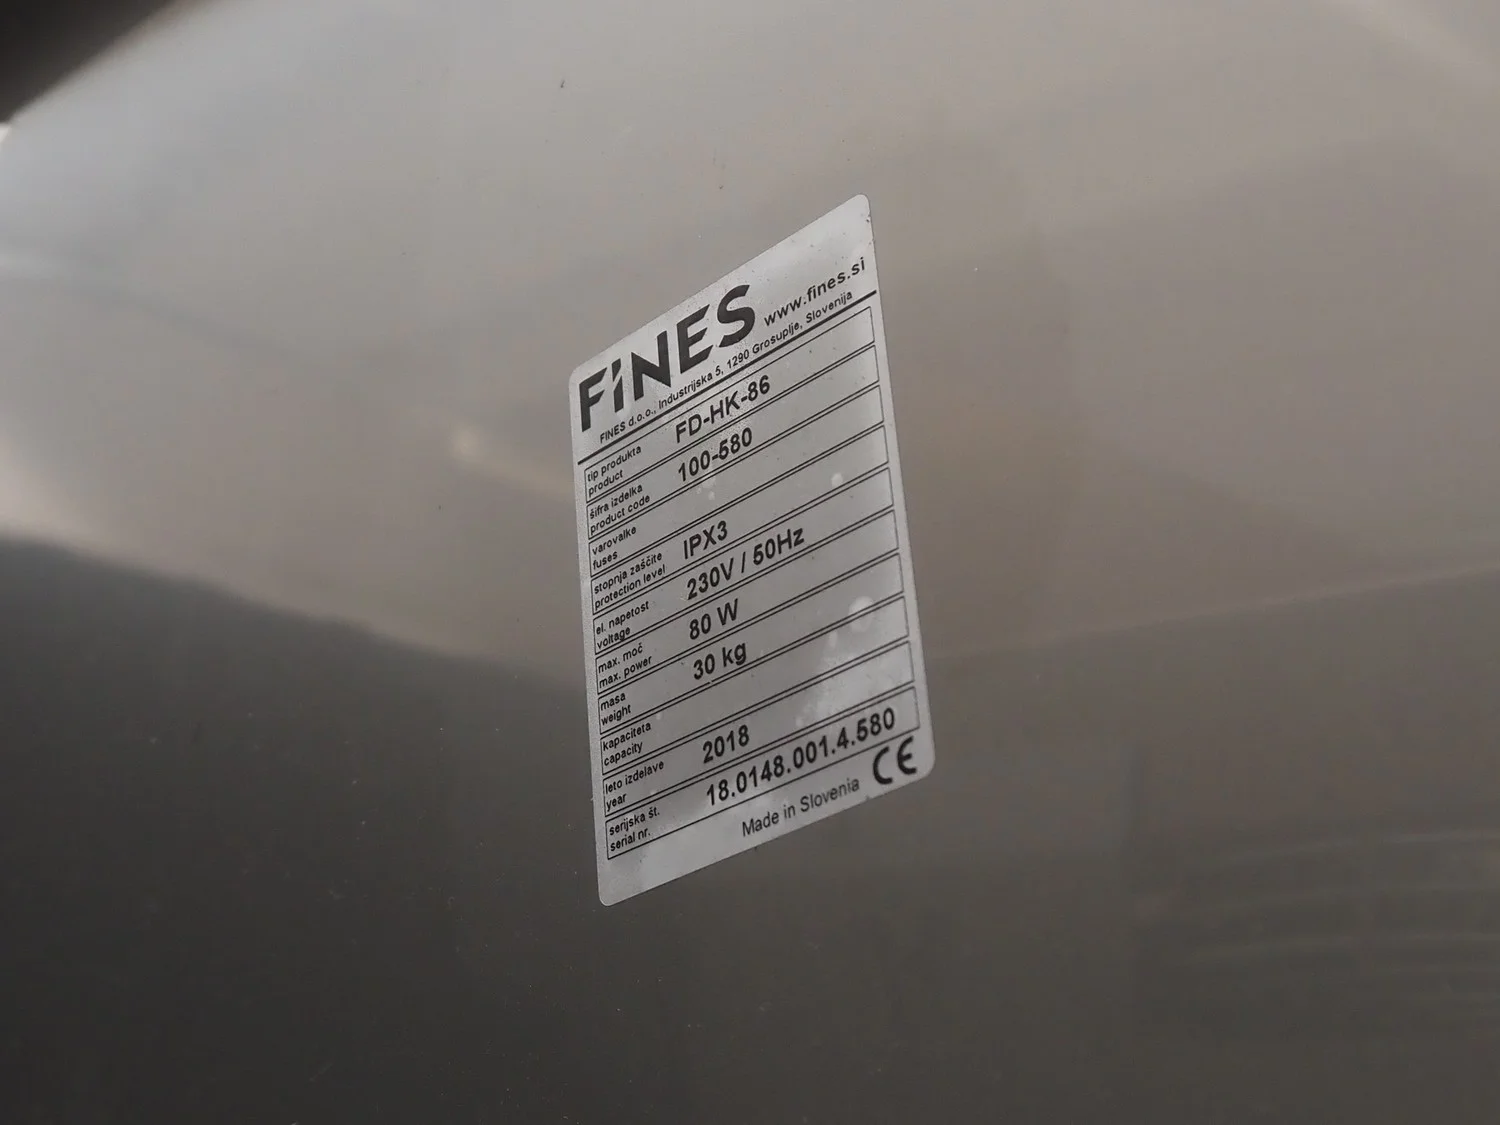 FINES www.fines.si
FINES d.o.o., Industrijska 5, 1290 Grosuplje, Slovenija
tip produkta
product
FD-HK-86
šifra izdelka
product code
100-580
varovalke
fuses
stopnja zaščite
protection level
IPX3
el. napetost
voltage
230V / 50Hz
max. moč
max. power
80 W
masa
weight
30 kg
kapaciteta
capacity
leto izdelave
year
2018
serijska št.
serial nr.
18.0148.001.4.580
Made in Slovenia CE